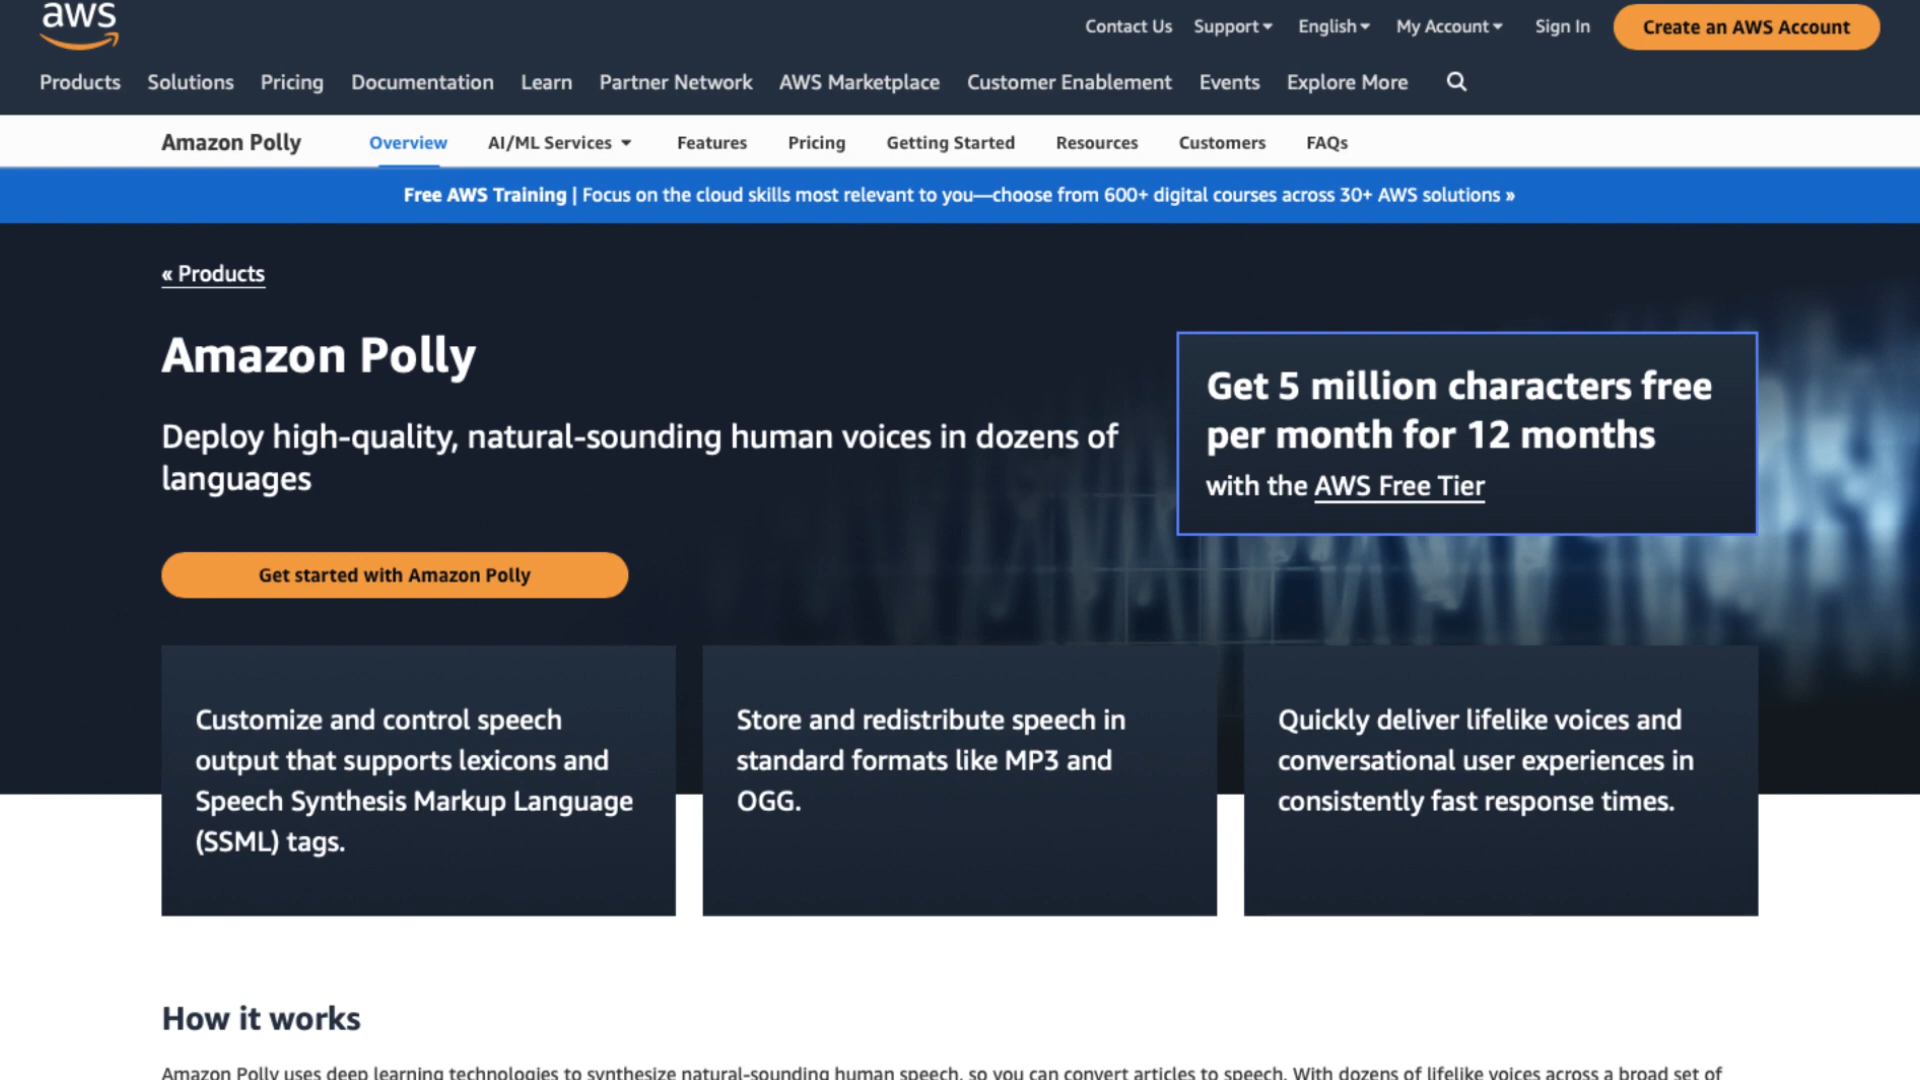 aws
Contact Us Support English My Account Sign In Create an AWS Account
Products Solutions Pricing Documentation Learn Partner Network AWS Marketplace Customer Enablement Events Explore More
Amazon Polly Overview AI/ML Services Features Pricing Getting Started Resources Customers FAQs
Free AWS Training | Focus on the cloud skills most relevant to you—choose from 600+ digital courses across 30+ AWS solutions »
« Products
Amazon Polly
Deploy high-quality, natural-sounding human voices in dozens of
languages
Get started with Amazon Polly
Get 5 million characters free
per month for 12 months
with the AWS Free Tier
Customize and control speech
output that supports lexicons and
Speech Synthesis Markup Language
(SSML) tags.
Store and redistribute speech in
standard formats like MP3 and
OGG.
Quickly deliver lifelike voices and
conversational user experiences in
consistently fast response times.
How it works
Amazon Polly uses deep learning technologies to synthesize natural-sounding human speech, so you can convert articles to speech. With dozens of lifelike voices across a broad set of